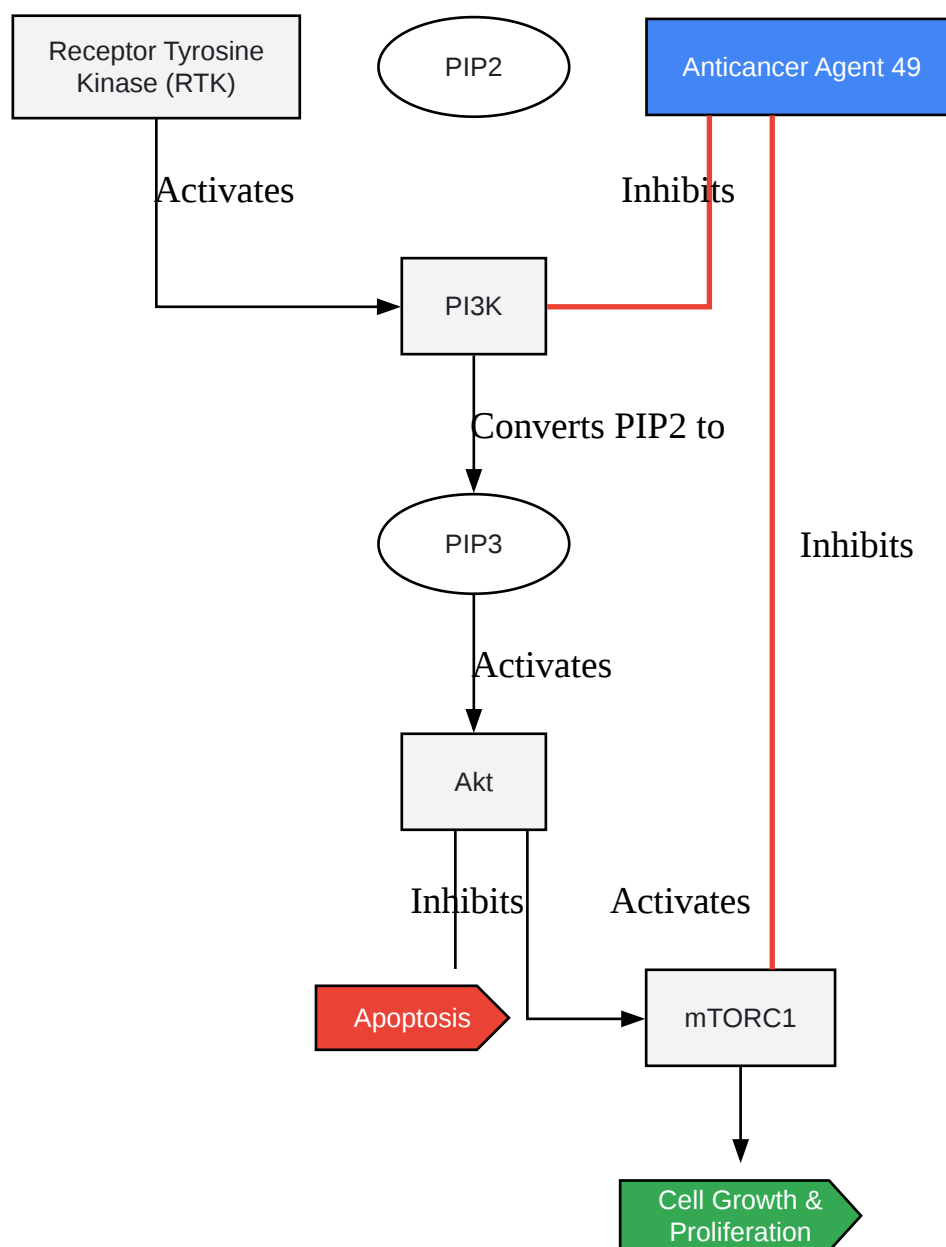 Receptor Tyrosine
Kinase (RTK)
PIP2
Anticancer Agent 49
Activates
Inhibits
PI3K
Converts PIP2 to
PIP3
Inhibits
Activates
Akt
Inhibits
Activates
Apoptosis
mTORC1
Cell Growth &
Proliferation